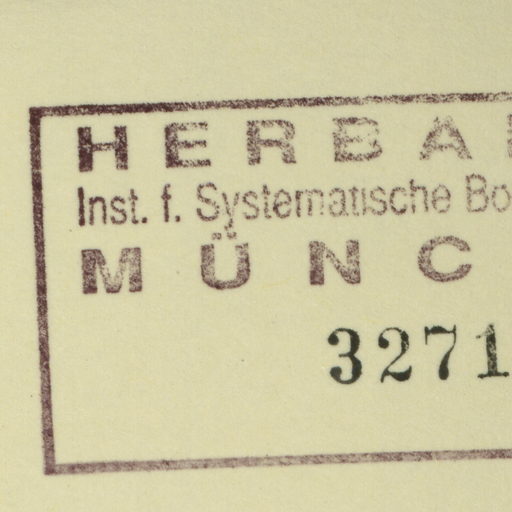 HERBA
Inst. f. Systematische Bo
MÜNC
3271